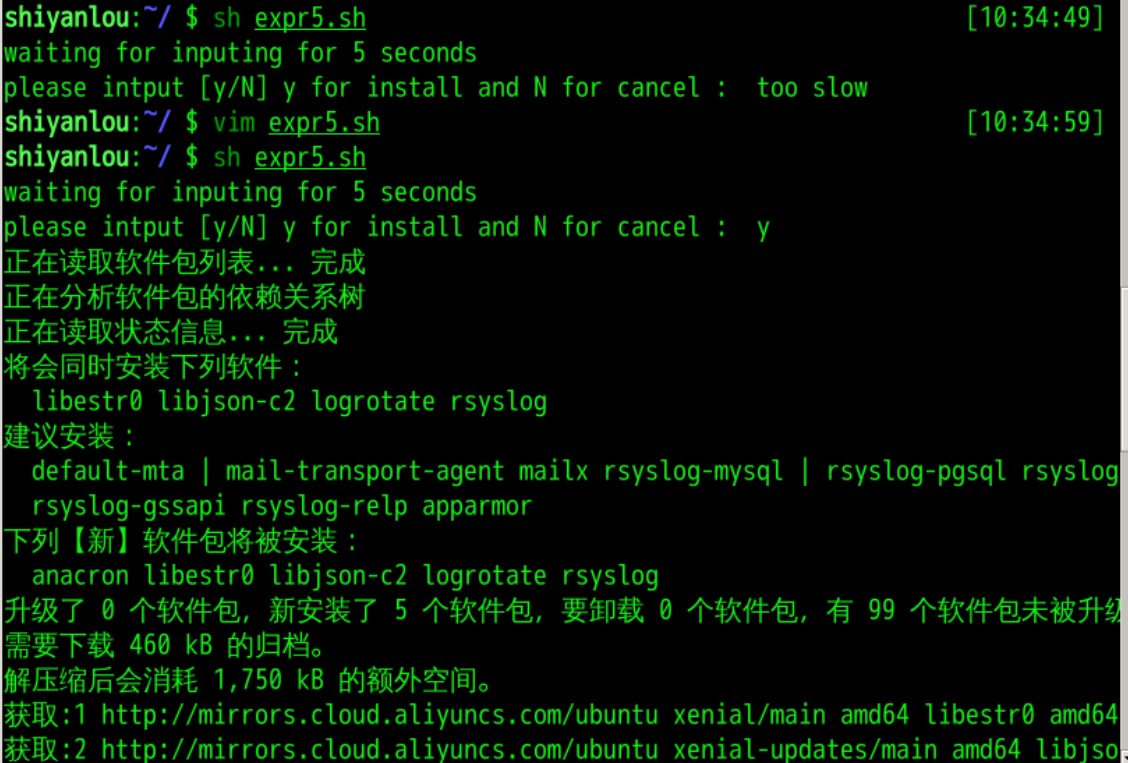 shiyanlou:~/ $ sh expr5.sh [10:34:49]
waiting for inputing for 5 seconds
please intput [y/N] y for install and N for cancel :  too slow
shiyanlou:~/ $ vim expr5.sh [10:34:59]
shiyanlou:~/ $ sh expr5.sh
waiting for inputing for 5 seconds
please intput [y/N] y for install and N for cancel :  y
正在读取软件包列表... 完成
正在分析软件包的依赖关系树
正在读取状态信息... 完成
将会同时安装下列软件：
  libestr0 libjson-c2 logrotate rsyslog
建议安装：
  default-mta | mail-transport-agent mailx rsyslog-mysql | rsyslog-pgsql rsyslog
  rsyslog-gssapi rsyslog-relp apparmor
下列【新】软件包将被安装：
  anacron libestr0 libjson-c2 logrotate rsyslog
升级了 0 个软件包，新安装了 5 个软件包，要卸载 0 个软件包，有 99 个软件包未被升级
需要下载 460 kB 的归档。
解压缩后会消耗 1,750 kB 的额外空间。
获取:1 http://mirrors.cloud.aliyuncs.com/ubuntu xenial/main amd64 libestr0 amd64
获取:2 http://mirrors.cloud.aliyuncs.com/ubuntu xenial-updates/main amd64 libjso